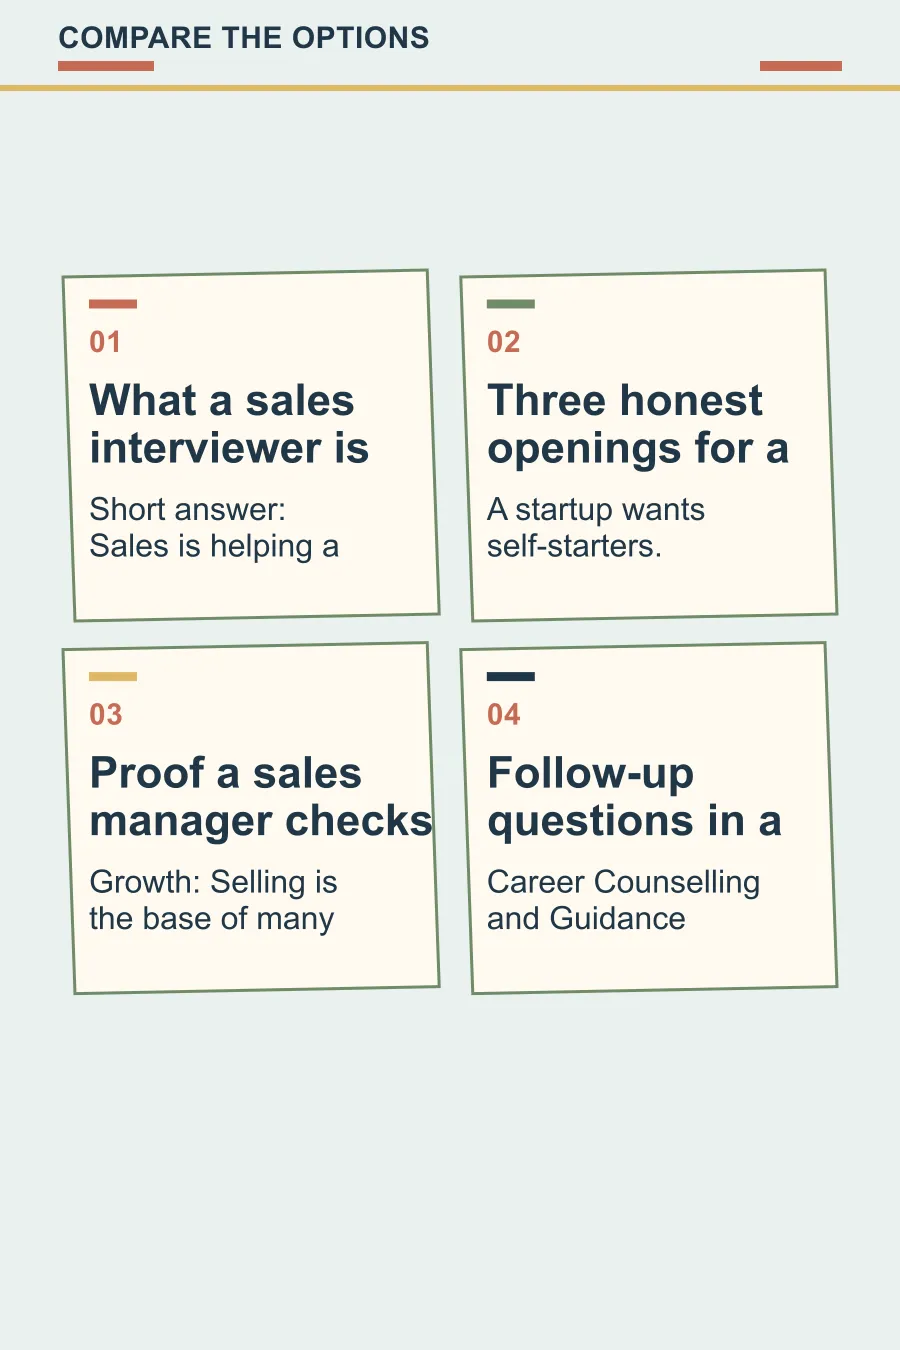 COMPARE THE OPTIONS
01
What a sales
interviewer is
Short answer:
Sales is helping a
02
Three honest
openings for a
A startup wants
self-starters.
03
Proof a sales
manager checks
Growth: Selling is
the base of many
04
Follow-up
questions in a
Career Counselling
and Guidance